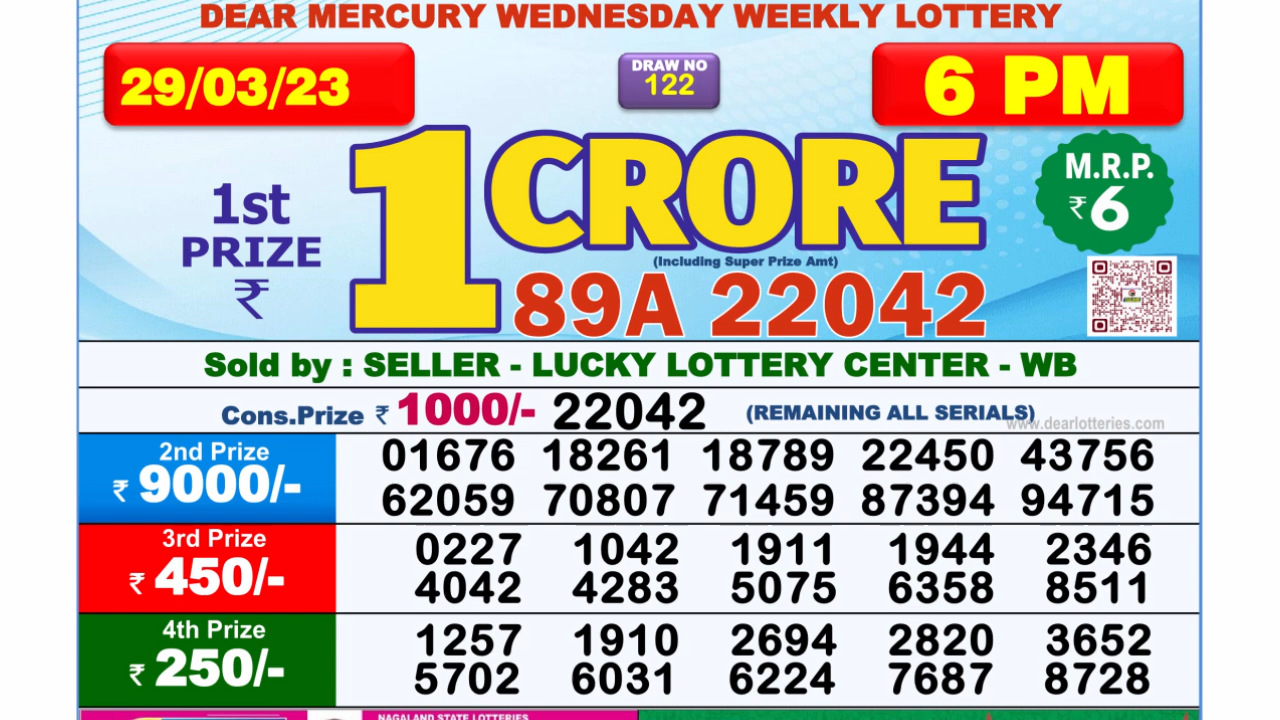 DEAR MERCURY WEDNESDAY WEEKLY LOTTERY
29/03/23
DRAW NO
122
6 PM
1st
PRIZE
₹
1 CRORE
(Including Super Prize Amt)
89A 22042
M.R.P.
₹6
Sold by : SELLER - LUCKY LOTTERY CENTER - WB
Cons.Prize ₹ 1000/- 22042 (REMAINING ALL SERIALS)
www.dearlotteries.com
2nd Prize
₹ 9000/-
01676 18261 18789 22450 43756
62059 70807 71459 87394 94715
3rd Prize
₹ 450/-
0227 1042 1911 1944 2346
4042 4283 5075 6358 8511
4th Prize
₹ 250/-
1257 1910 2694 2820 3652
5702 6031 6224 7687 8728
NAGALAND STATE LOTTERIES